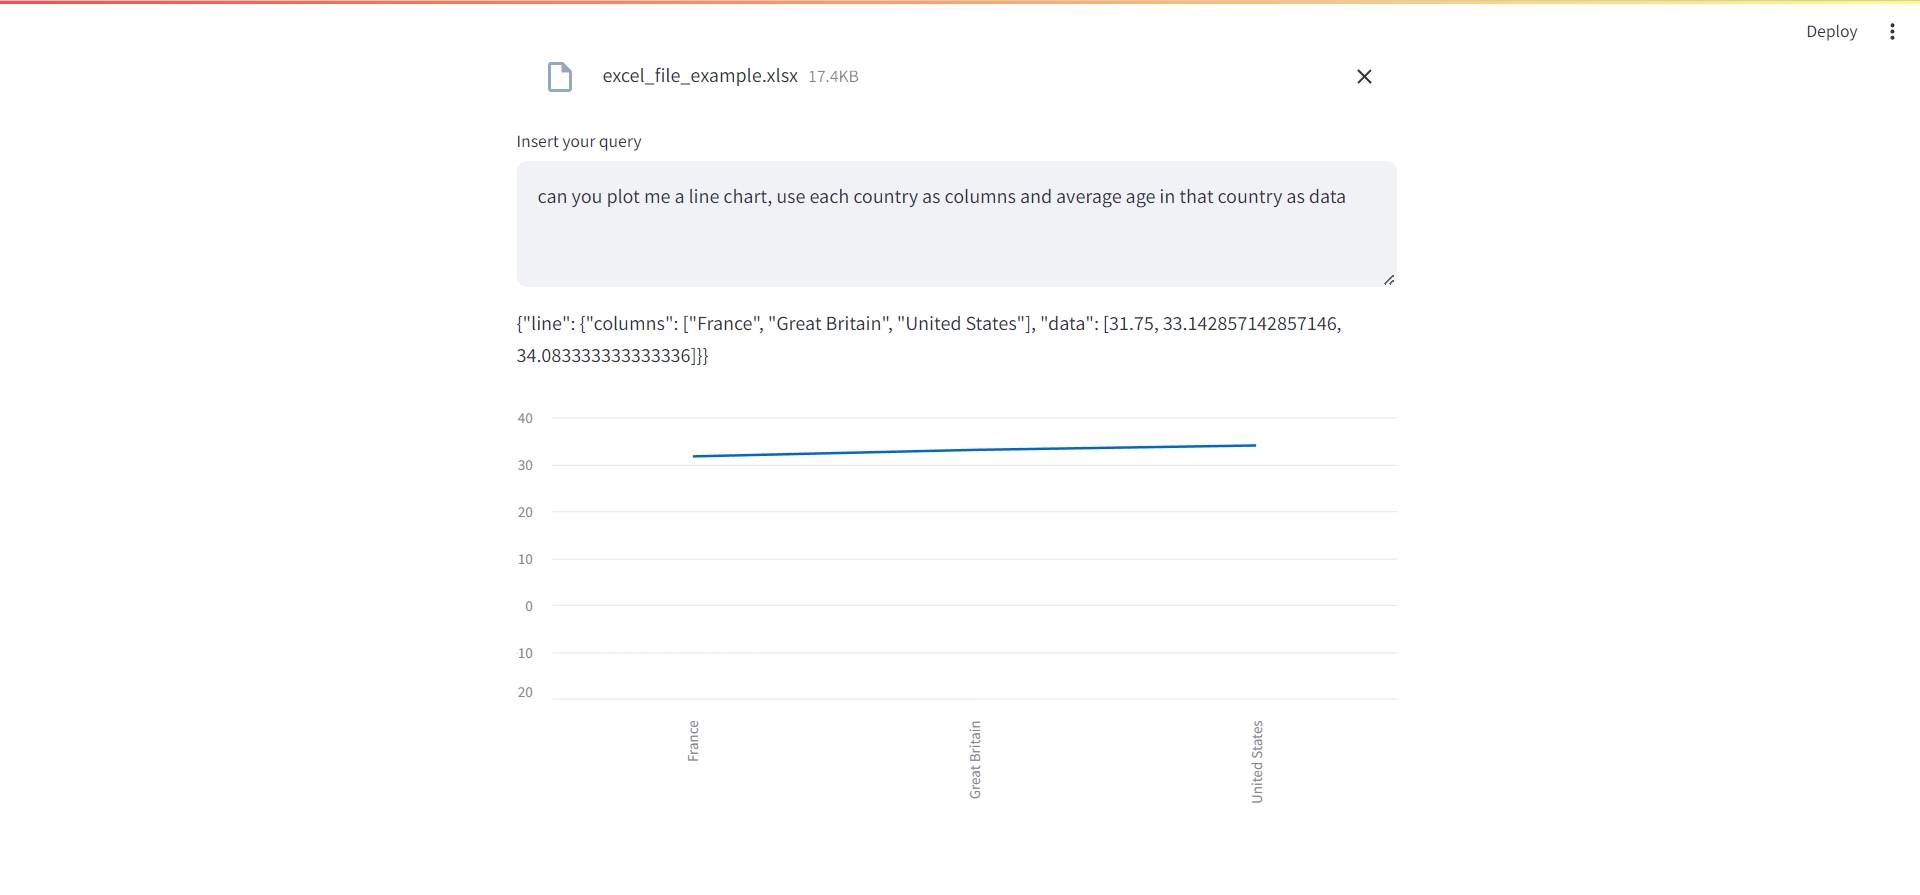 Deploy
excel_file_example.xlsx 17.4KB
Insert your query
can you plot me a line chart, use each country as columns and average age in that country as data
{"line": {"columns": ["France", "Great Britain", "United States"], "data": [31.75, 33.142857142857146,
34.083333333333336]}}
40
30
20
10
0
10
20
France
Great Britain
United States